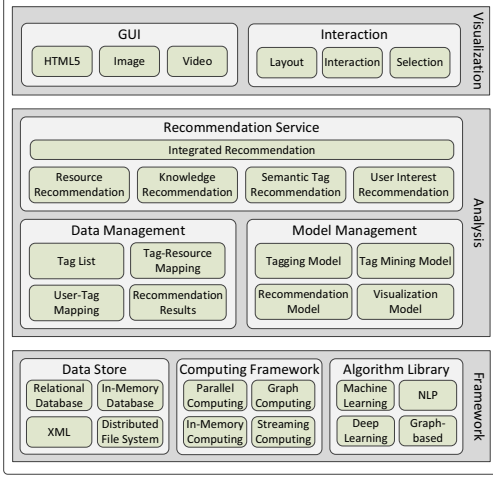 GUI
HTML5
Image
Video
Interaction
Layout
Interaction
Selection
Visualization
Recommendation Service
Integrated Recommendation
Resource
Recommendation
Knowledge
Recommendation
Semantic Tag
Recommendation
User Interest
Recommendation
Data Management
Tag List
Tag-Resource
Mapping
User-Tag
Mapping
Recommendation
Results
Model Management
Tagging Model
Tag Mining Model
Recommendation
Model
Visualization
Model
Analysis
Data Store
Relational
Database
In-Memory
Database
XML
Distributed
File System
Computing Framework
Parallel
Computing
Graph
Computing
In-Memory
Computing
Streaming
Computing
Algorithm Library
Machine
Learning
NLP
Deep
Learning
Graph-
based
Framework